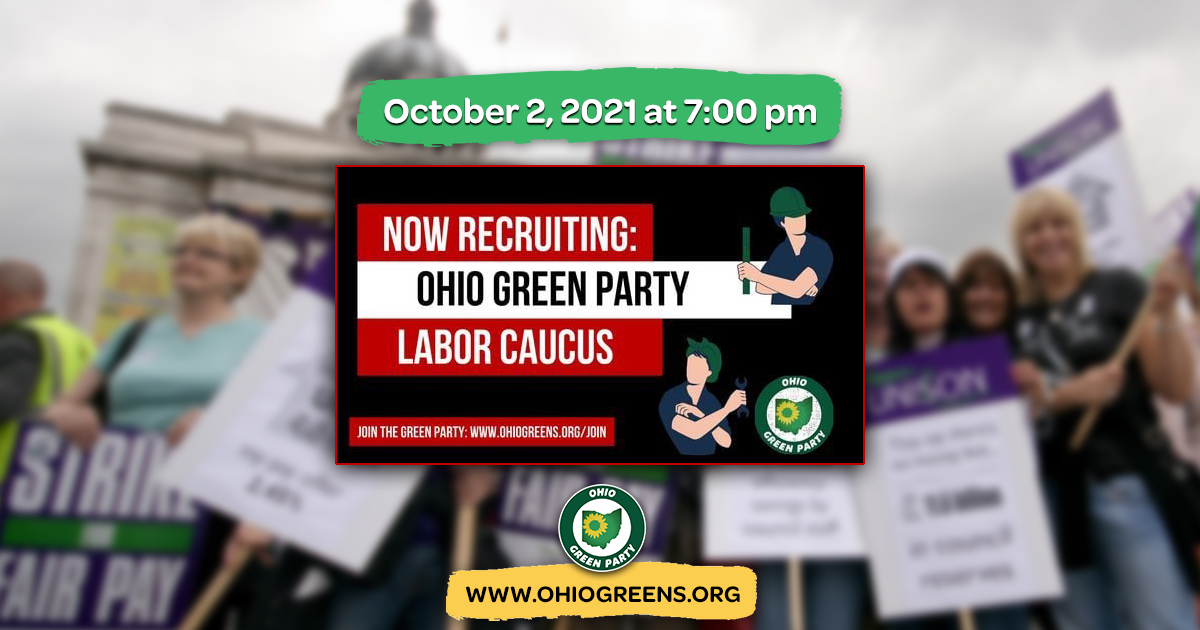 October 2, 2021 at 7:00 pm
NOW RECRUITING:
OHIO GREEN PARTY
LABOR CAUCUS
JOIN THE GREEN PARTY: WWW.OHIOGREENS.ORG/JOIN
OHIO
GREEN PARTY
OHIO
GREEN PARTY
WWW.OHIOGREENS.ORG
STRIKE
FAIR PAY
UNISON